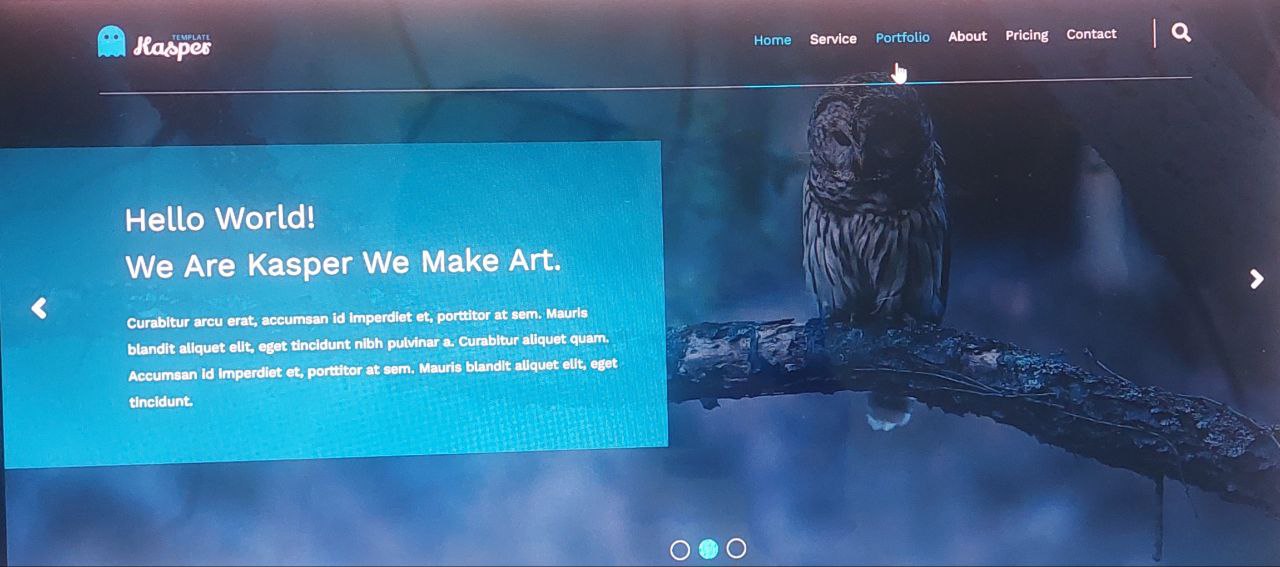 TEMPLATE
Kasper
Home Service Portfolio About Pricing Contact
Hello World!
We Are Kasper We Make Art.
Curabitur arcu erat, accumsan id imperdiet et, porttitor at sem. Mauris
blandit aliquet elit, eget tincidunt nibh pulvinar a. Curabitur aliquet quam.
Accumsan id imperdiet et, porttitor at sem. Mauris blandit aliquet elit, eget
tincidunt.